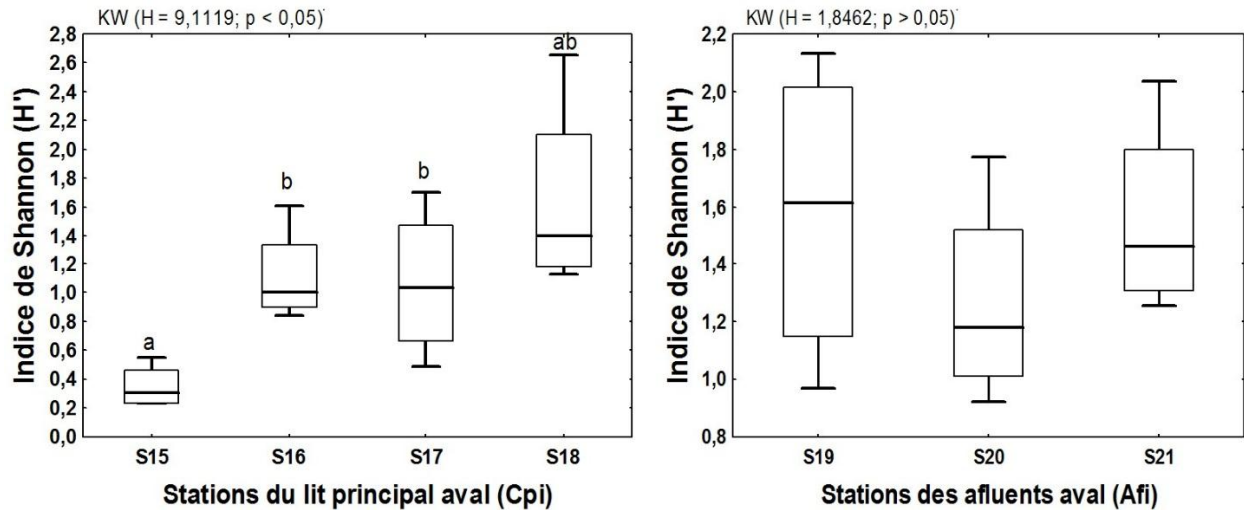 KW (H = 9,1119; p < 0,05)
Indice de Shannon (H')
2,8
2,6
2,4
2,2
2,0
1,8
1,6
1,4
1,2
1,0
0,8
0,6
0,4
0,2
0,0
a
b
b
ab
S15 S16 S17 S18
Stations du lit principal aval (Cpi)
KW (H = 1,8462; p > 0,05)
Indice de Shannon (H')
2,2
2,0
1,8
1,6
1,4
1,2
1,0
0,8
S19 S20 S21
Stations des afluents aval (Afi)